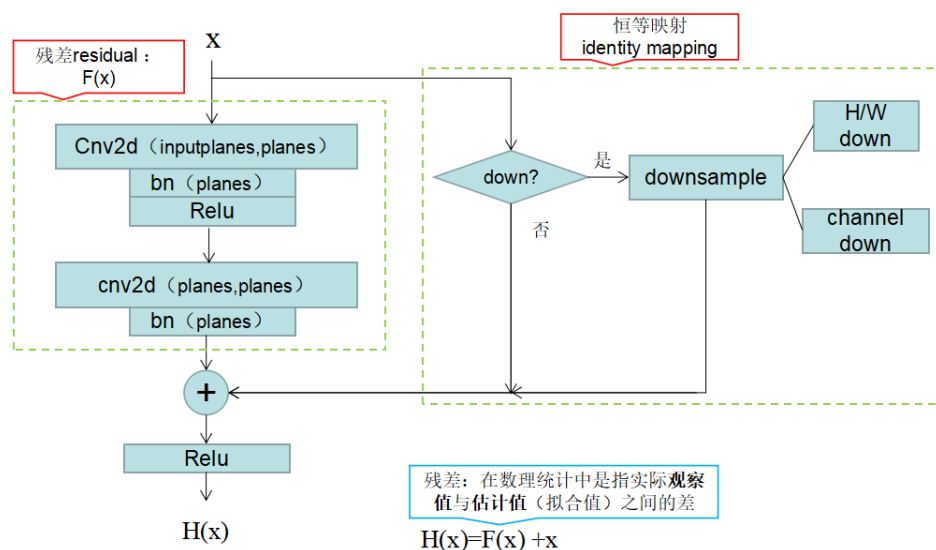 残差residual：
F(x)
X
恒等映射
identity mapping
Cnv2d（inputplanes,planes）
bn（planes）
Relu
cnv2d（planes,planes）
bn（planes）
+
Relu
H(x)
down?
是
否
downsample
H/W
down
channel
down
残差：在数理统计中是指实际观察
值与估计值（拟合值）之间的差
H(x)=F(x) +x